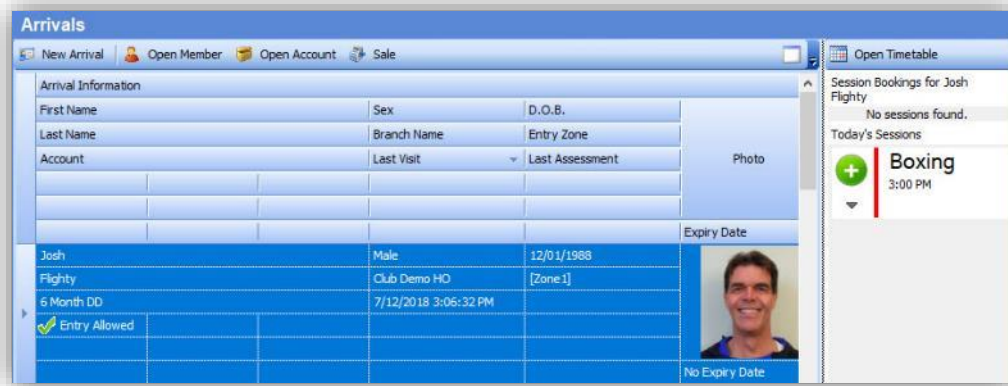 Arrivals
New Arrival Open Member Open Account Sale
Arrival Information
First Name Sex D.O.B.
Last Name Branch Name Entry Zone
Account Last Visit Last Assessment Photo
Expiry Date
Josh Male 12/01/1988
Flighty Club Demo HO [Zone1]
6 Month DD 7/12/2018 3:06:32 PM
Entry Allowed
No Expiry Date
Open Timetable
Session Bookings for Josh
Flighty
No sessions found.
Today's Sessions
Boxing
3:00 PM